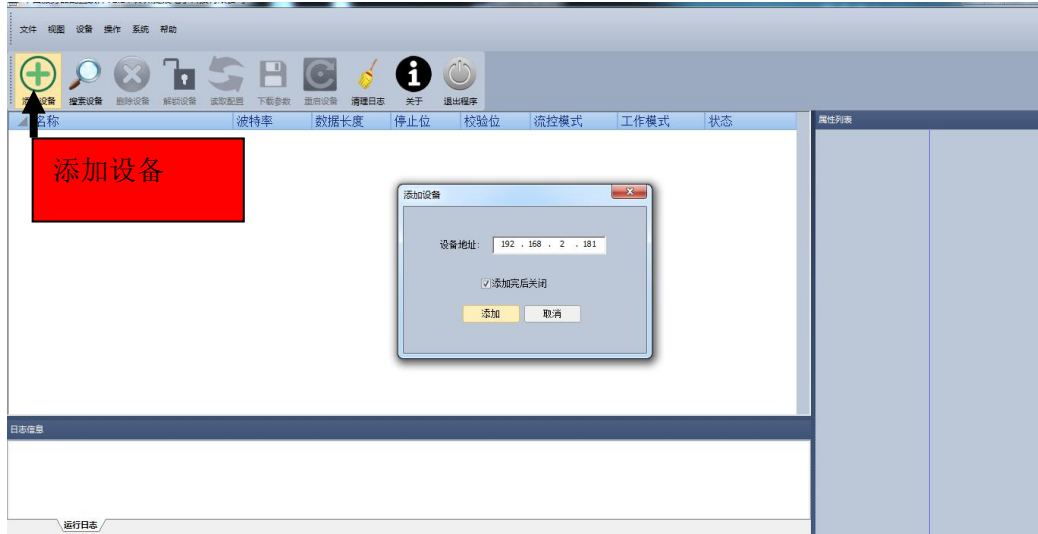 文件 视图 设备 操作 系统 帮助
搜索设备 删除设备 解锁设备 读取配置 下载参数 重启设备 清理日志 关于 退出程序
名称 波特率 数据长度 停止位 校验位 流控模式 工作模式 状态
属性列表
添加设备
添加设备
设备地址: 192 . 168 . 2 . 181
添加完后关闭
添加 取消
日志信息
运行日志